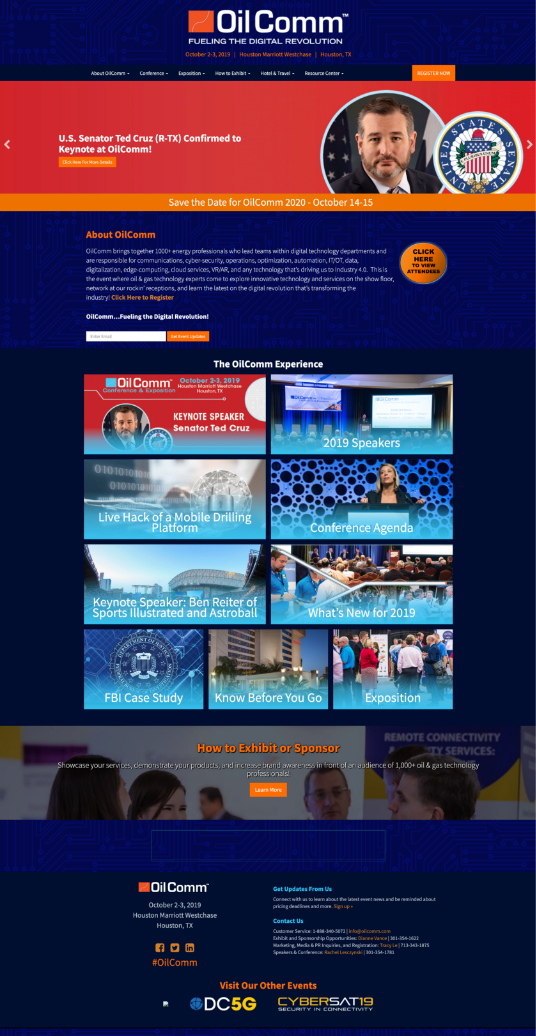 OilComm™
FUELING THE DIGITAL REVOLUTION
October 2-3, 2019 | Houston Marriott Westchase | Houston, TX
About OilComm Conference Exposition How to Exhibit Hotel & Travel Resource Center REGISTER NOW
U.S. Senator Ted Cruz (R-TX) Confirmed to
Keynote at OilComm!
Click Here For More Details
Save the Date for OilComm 2020 - October 14-15
About OilComm
OilComm brings together 1000+ energy professionals who lead teams within digital technology departments and
are responsible for communications, cyber-security, operations, optimization, automation, IT/OT, data,
digitalization, edge-computing, cloud services, VR/AR, and any technology that's driving us to industry 4.0. This is
the event where oil & gas technology experts come to explore innovative technology and services on the show floor,
network at our rockin' receptions, and learn the latest on the digital revolution that's transforming the
industry! Click Here to Register
CLICK
HERE
TO VIEW
ATTENDEES
OilComm...Fueling the Digital Revolution!
Enter Email Get Event Updates
The OilComm Experience
OilComm
Conference & Exposition
October 2-3, 2019
Houston Marriott Westchase
Houston, TX
KEYNOTE SPEAKER
Senator Ted Cruz
2019 Speakers
Live Hack of a Mobile Drilling
Platform
Conference Agenda
Keynote Speaker: Ben Reiter of
Sports Illustrated and Astroball
What's New for 2019
FBI Case Study
Know Before You Go
Exposition
REMOTE CONNECTIVITY
How to Exhibit or Sponsor
Showcase your services, demonstrate your products, and increase brand awareness in front of an audience of 1,000+ oil & gas technology
professionals!
Learn More
OilComm
October 2-3, 2019
Houston Marriott Westchase
Houston, TX
#OilComm
Get Updates From Us
Connect with us to learn about the latest event news and be reminded about
pricing deadlines and more. Sign up »
Contact Us
Customer Service: 1-888-340-5072 | info@oilcomm.com
Exhibit and Sponsorship Opportunities: Dianne Vance | 301-354-1622
Marketing, Media & PR Inquiries, and Registration: Tracy Le | 713-343-1875
Speakers & Conference: Rachel Leszczynski | 301-354-1781
Visit Our Other Events
DC5G
CYBERSAT19
SECURITY IN CONNECTIVITY